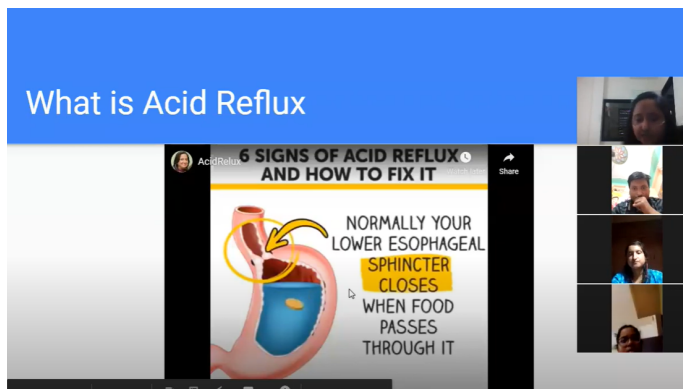 What is Acid Reflux
AcidRelux
6 SIGNS OF ACID REFLUX
AND HOW TO FIX IT
Share
NORMALLY YOUR
LOWER ESOPHAGEAL
SPHINCTER
CLOSES
WHEN FOOD
PASSES
THROUGH IT